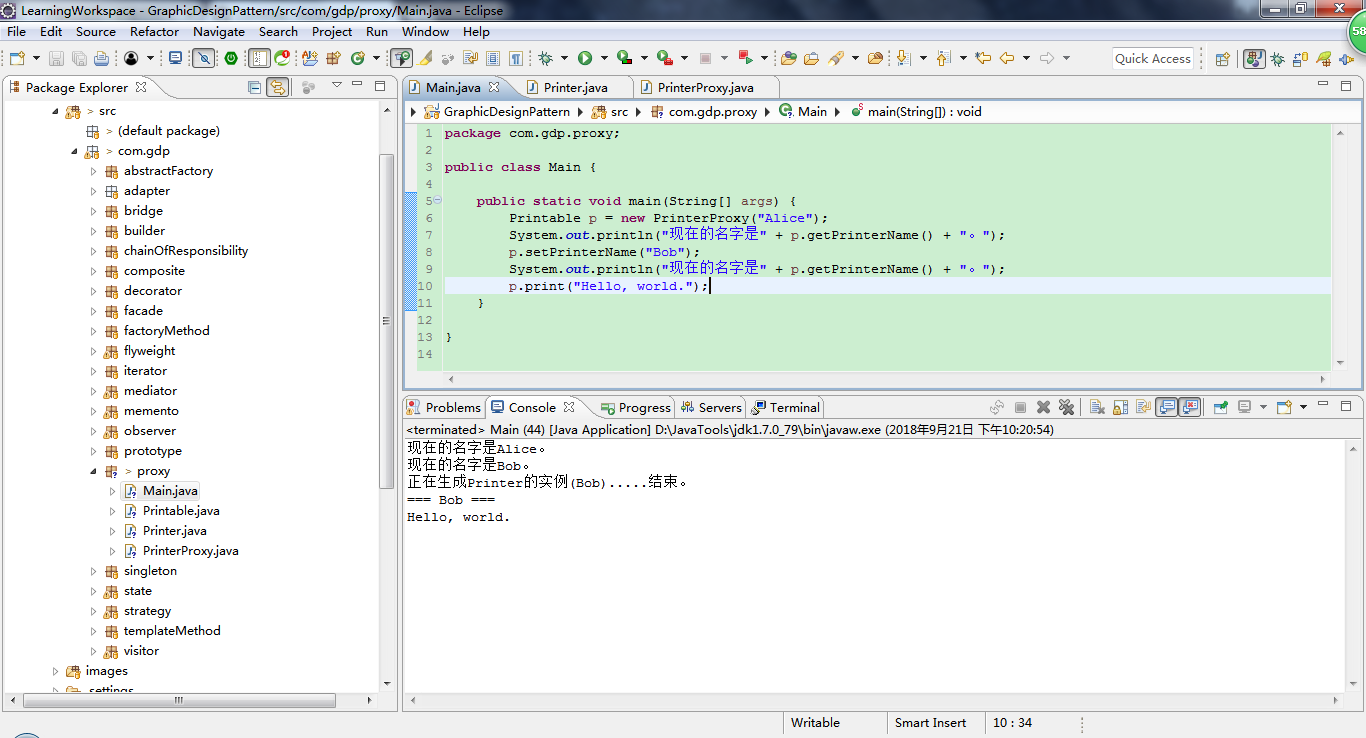 LearningWorkspace - GraphicDesignPattern/src/com/gdp/proxy/Main.java - Eclipse
File Edit Source Refactor Navigate Search Project Run Window Help
58
Quick Access
Package Explorer
> src
> (default package)
> com.gdp
abstractFactory
adapter
bridge
builder
chainOfResponsibility
composite
decorator
facade
factoryMethod
flyweight
iterator
mediator
memento
observer
prototype
> proxy
Main.java
Printable.java
Printer.java
PrinterProxy.java
singleton
state
strategy
templateMethod
visitor
images
.settings
Main.java Printer.java PrinterProxy.java
GraphicDesignPattern src com.gdp.proxy Main main(String[]) : void
1 package com.gdp.proxy;
2
3 public class Main {
4
5 public static void main(String[] args) {
6 Printable p = new PrinterProxy("Alice");
7 System.out.println("现在的名字是" + p.getPrinterName() + "。");
8 p.setPrinterName("Bob");
9 System.out.println("现在的名字是" + p.getPrinterName() + "。");
10 p.print("Hello, world.");
11 }
12
13 }
14
Problems Console Progress Servers Terminal
<terminated> Main (44) [Java Application] D:\JavaTools\jdk1.7.0_79\bin\javaw.exe (2018年9月21日 下午10:20:54)
现在的名字是Alice。
现在的名字是Bob。
正在生成Printer的实例(Bob).....结束。
=== Bob ===
Hello, world.
Writable Smart Insert 10 : 34